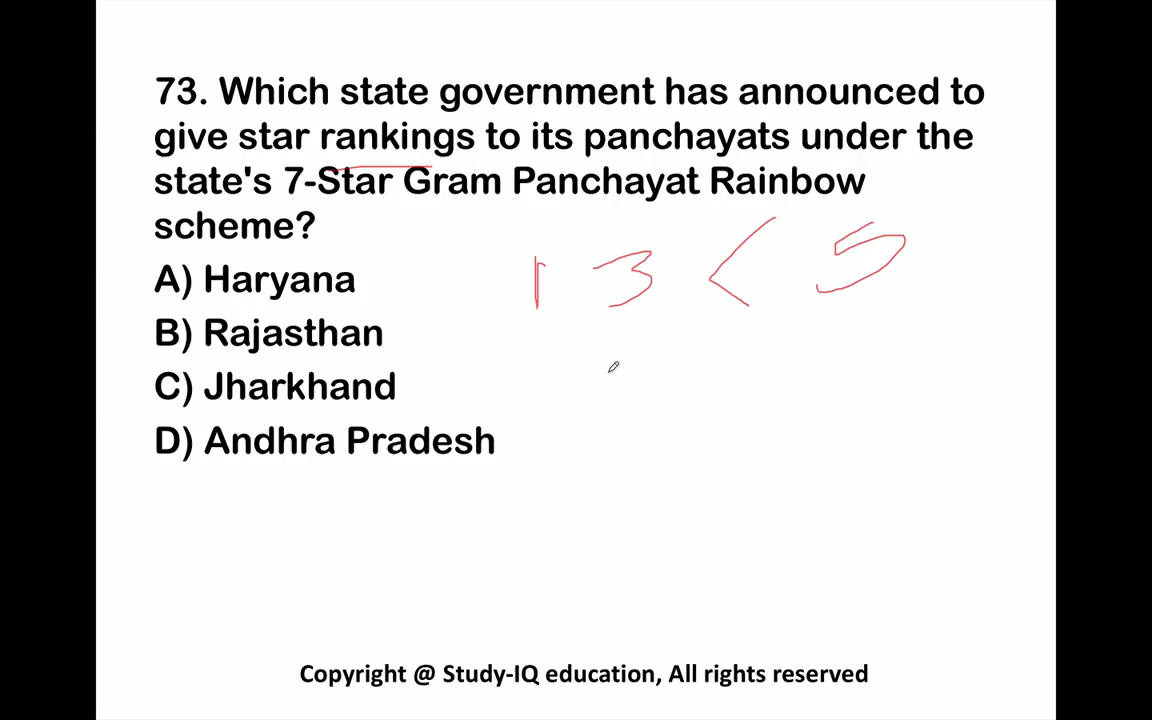 73. Which state government has announced to
give star rankings to its panchayats under the
state's 7-Star Gram Panchayat Rainbow
scheme?
A) Haryana
B) Rajasthan
C) Jharkhand
D) Andhra Pradesh
1 3 < 5
Copyright @ Study-IQ education, All rights reserved